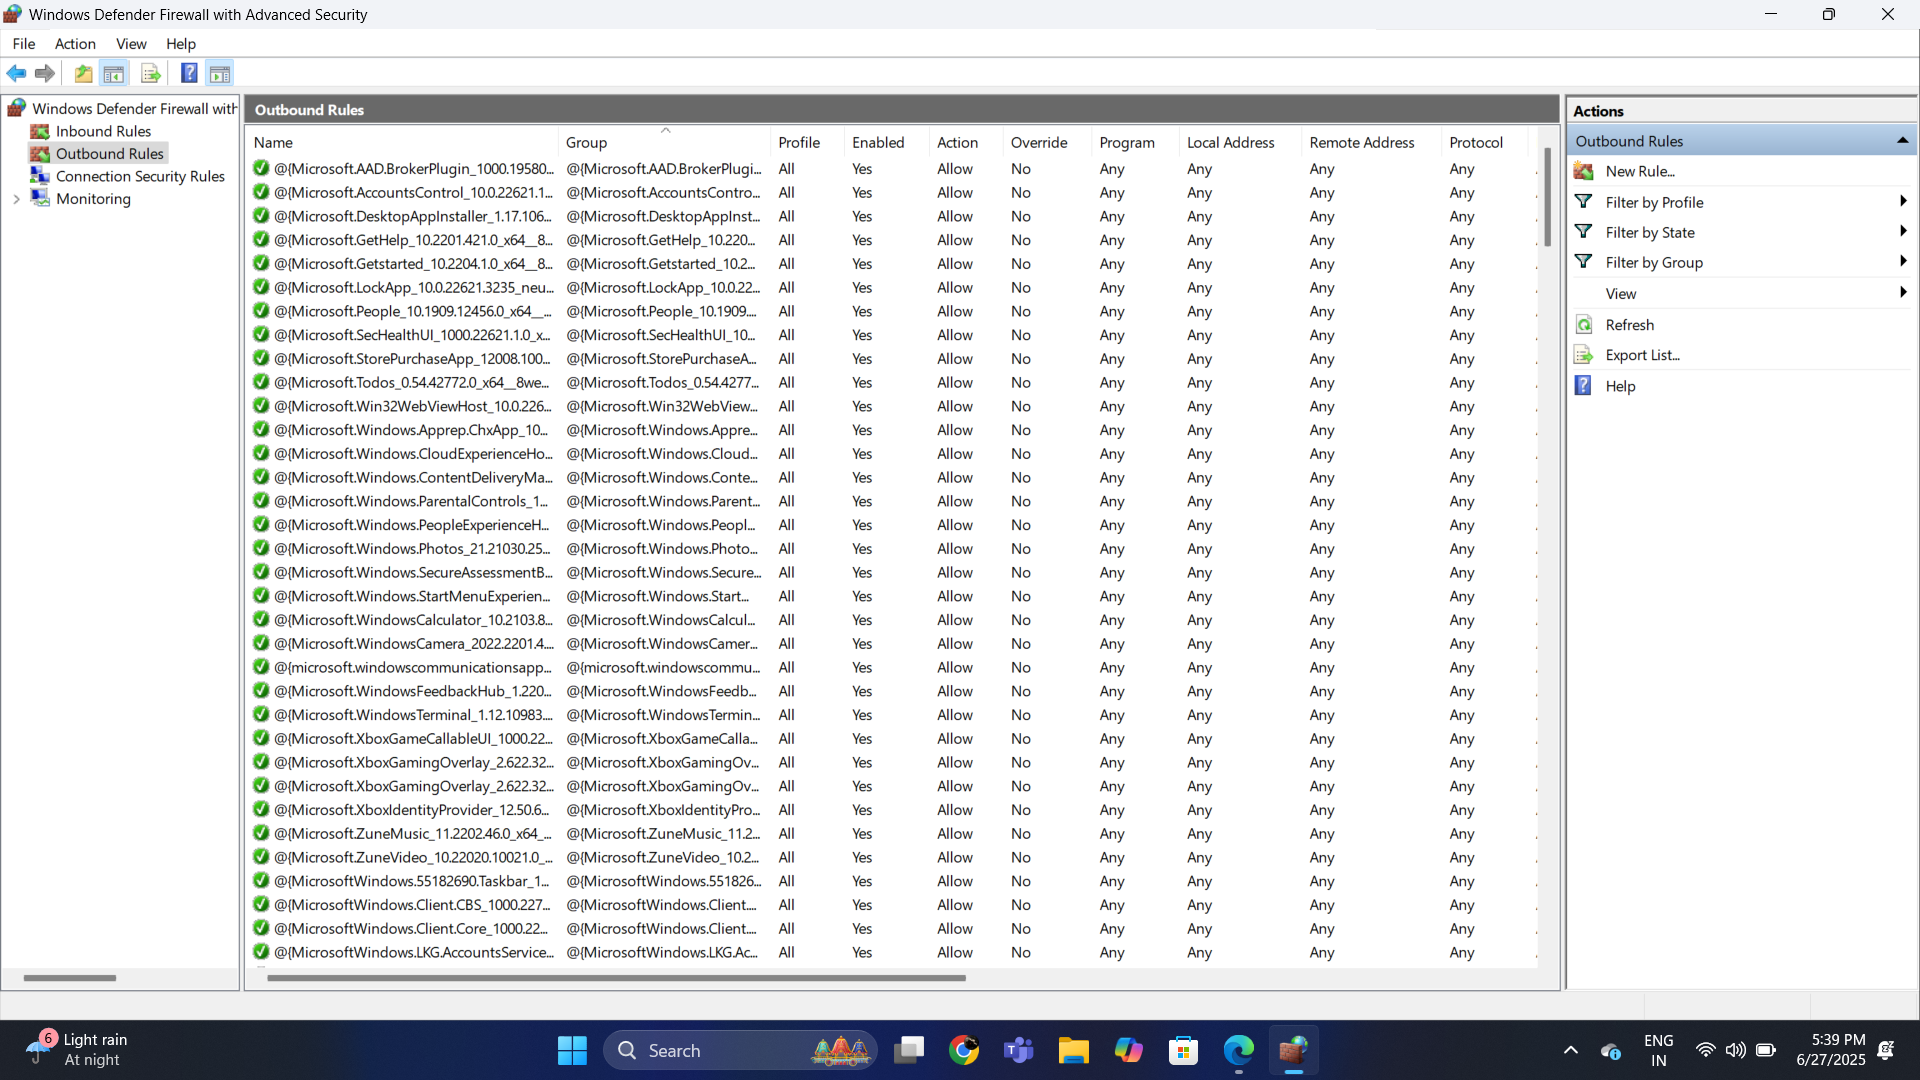 Windows Defender Firewall with Advanced Security
File Action View Help
Windows Defender Firewall with
Inbound Rules
Outbound Rules
Connection Security Rules
Monitoring
Outbound Rules
Name Group Profile Enabled Action Override Program Local Address Remote Address Protocol
@{Microsoft.AAD.BrokerPlugin_1000.19580... @{Microsoft.AAD.BrokerPlugi... All Yes Allow No Any Any Any Any
@{Microsoft.AccountsControl_10.0.22621.1... @{Microsoft.AccountsContro... All Yes Allow No Any Any Any Any
@{Microsoft.DesktopAppInstaller_1.17.106... @{Microsoft.DesktopAppInst... All Yes Allow No Any Any Any Any
@{Microsoft.GetHelp_10.2201.421.0_x64__8... @{Microsoft.GetHelp_10.220... All Yes Allow No Any Any Any Any
@{Microsoft.Getstarted_10.2204.1.0_x64__8... @{Microsoft.Getstarted_10.2... All Yes Allow No Any Any Any Any
@{Microsoft.LockApp_10.0.22621.3235_neu... @{Microsoft.LockApp_10.0.22... All Yes Allow No Any Any Any Any
@{Microsoft.People_10.1909.12456.0_x64__... @{Microsoft.People_10.1909.... All Yes Allow No Any Any Any Any
@{Microsoft.SecHealthUI_1000.22621.1.0_x... @{Microsoft.SecHealthUI_10... All Yes Allow No Any Any Any Any
@{Microsoft.StorePurchaseApp_12008.100... @{Microsoft.StorePurchaseA... All Yes Allow No Any Any Any Any
@{Microsoft.Todos_0.54.42772.0_x64__8we... @{Microsoft.Todos_0.54.4277... All Yes Allow No Any Any Any Any
@{Microsoft.Win32WebViewHost_10.0.226... @{Microsoft.Win32WebView... All Yes Allow No Any Any Any Any
@{Microsoft.Windows.Apprep.ChxApp_10... @{Microsoft.Windows.Appre... All Yes Allow No Any Any Any Any
@{Microsoft.Windows.CloudExperienceHo... @{Microsoft.Windows.Cloud... All Yes Allow No Any Any Any Any
@{Microsoft.Windows.ContentDeliveryMa... @{Microsoft.Windows.Conte... All Yes Allow No Any Any Any Any
@{Microsoft.Windows.ParentalControls_1... @{Microsoft.Windows.Parent... All Yes Allow No Any Any Any Any
@{Microsoft.Windows.PeopleExperienceH... @{Microsoft.Windows.Peopl... All Yes Allow No Any Any Any Any
@{Microsoft.Windows.Photos_21.21030.25... @{Microsoft.Windows.Photo... All Yes Allow No Any Any Any Any
@{Microsoft.Windows.SecureAssessmentB... @{Microsoft.Windows.Secure... All Yes Allow No Any Any Any Any
@{Microsoft.Windows.StartMenuExperien... @{Microsoft.Windows.Start... All Yes Allow No Any Any Any Any
@{Microsoft.WindowsCalculator_10.2103.8... @{Microsoft.WindowsCalcul... All Yes Allow No Any Any Any Any
@{Microsoft.WindowsCamera_2022.2201.4... @{Microsoft.WindowsCamer... All Yes Allow No Any Any Any Any
@{microsoft.windowscommunicationsapp... @{microsoft.windowscommu... All Yes Allow No Any Any Any Any
@{Microsoft.WindowsFeedbackHub_1.220... @{Microsoft.WindowsFeedb... All Yes Allow No Any Any Any Any
@{Microsoft.WindowsTerminal_1.12.10983.... @{Microsoft.WindowsTermin... All Yes Allow No Any Any Any Any
@{Microsoft.XboxGameCallableUI_1000.22... @{Microsoft.XboxGameCalla... All Yes Allow No Any Any Any Any
@{Microsoft.XboxGamingOverlay_2.622.32... @{Microsoft.XboxGamingOv... All Yes Allow No Any Any Any Any
@{Microsoft.XboxGamingOverlay_2.622.32... @{Microsoft.XboxGamingOv... All Yes Allow No Any Any Any Any
@{Microsoft.XboxIdentityProvider_12.50.6... @{Microsoft.XboxIdentityPro... All Yes Allow No Any Any Any Any
@{Microsoft.ZuneMusic_11.2202.46.0_x64_... @{Microsoft.ZuneMusic_11.2... All Yes Allow No Any Any Any Any
@{Microsoft.ZuneVideo_10.22020.10021.0_... @{Microsoft.ZuneVideo_10.2... All Yes Allow No Any Any Any Any
@{MicrosoftWindows.55182690.Taskbar_1... @{MicrosoftWindows.551826... All Yes Allow No Any Any Any Any
@{MicrosoftWindows.Client.CBS_1000.227... @{MicrosoftWindows.Client.... All Yes Allow No Any Any Any Any
@{MicrosoftWindows.Client.Core_1000.22... @{MicrosoftWindows.Client.... All Yes Allow No Any Any Any Any
@{MicrosoftWindows.LKG.AccountsService... @{MicrosoftWindows.LKG.Ac... All Yes Allow No Any Any Any Any
Actions
Outbound Rules
New Rule...
Filter by Profile
Filter by State
Filter by Group
View
Refresh
Export List...
Help
6
Light rain
At night
Search
ENG
IN
5:39 PM
6/27/2025